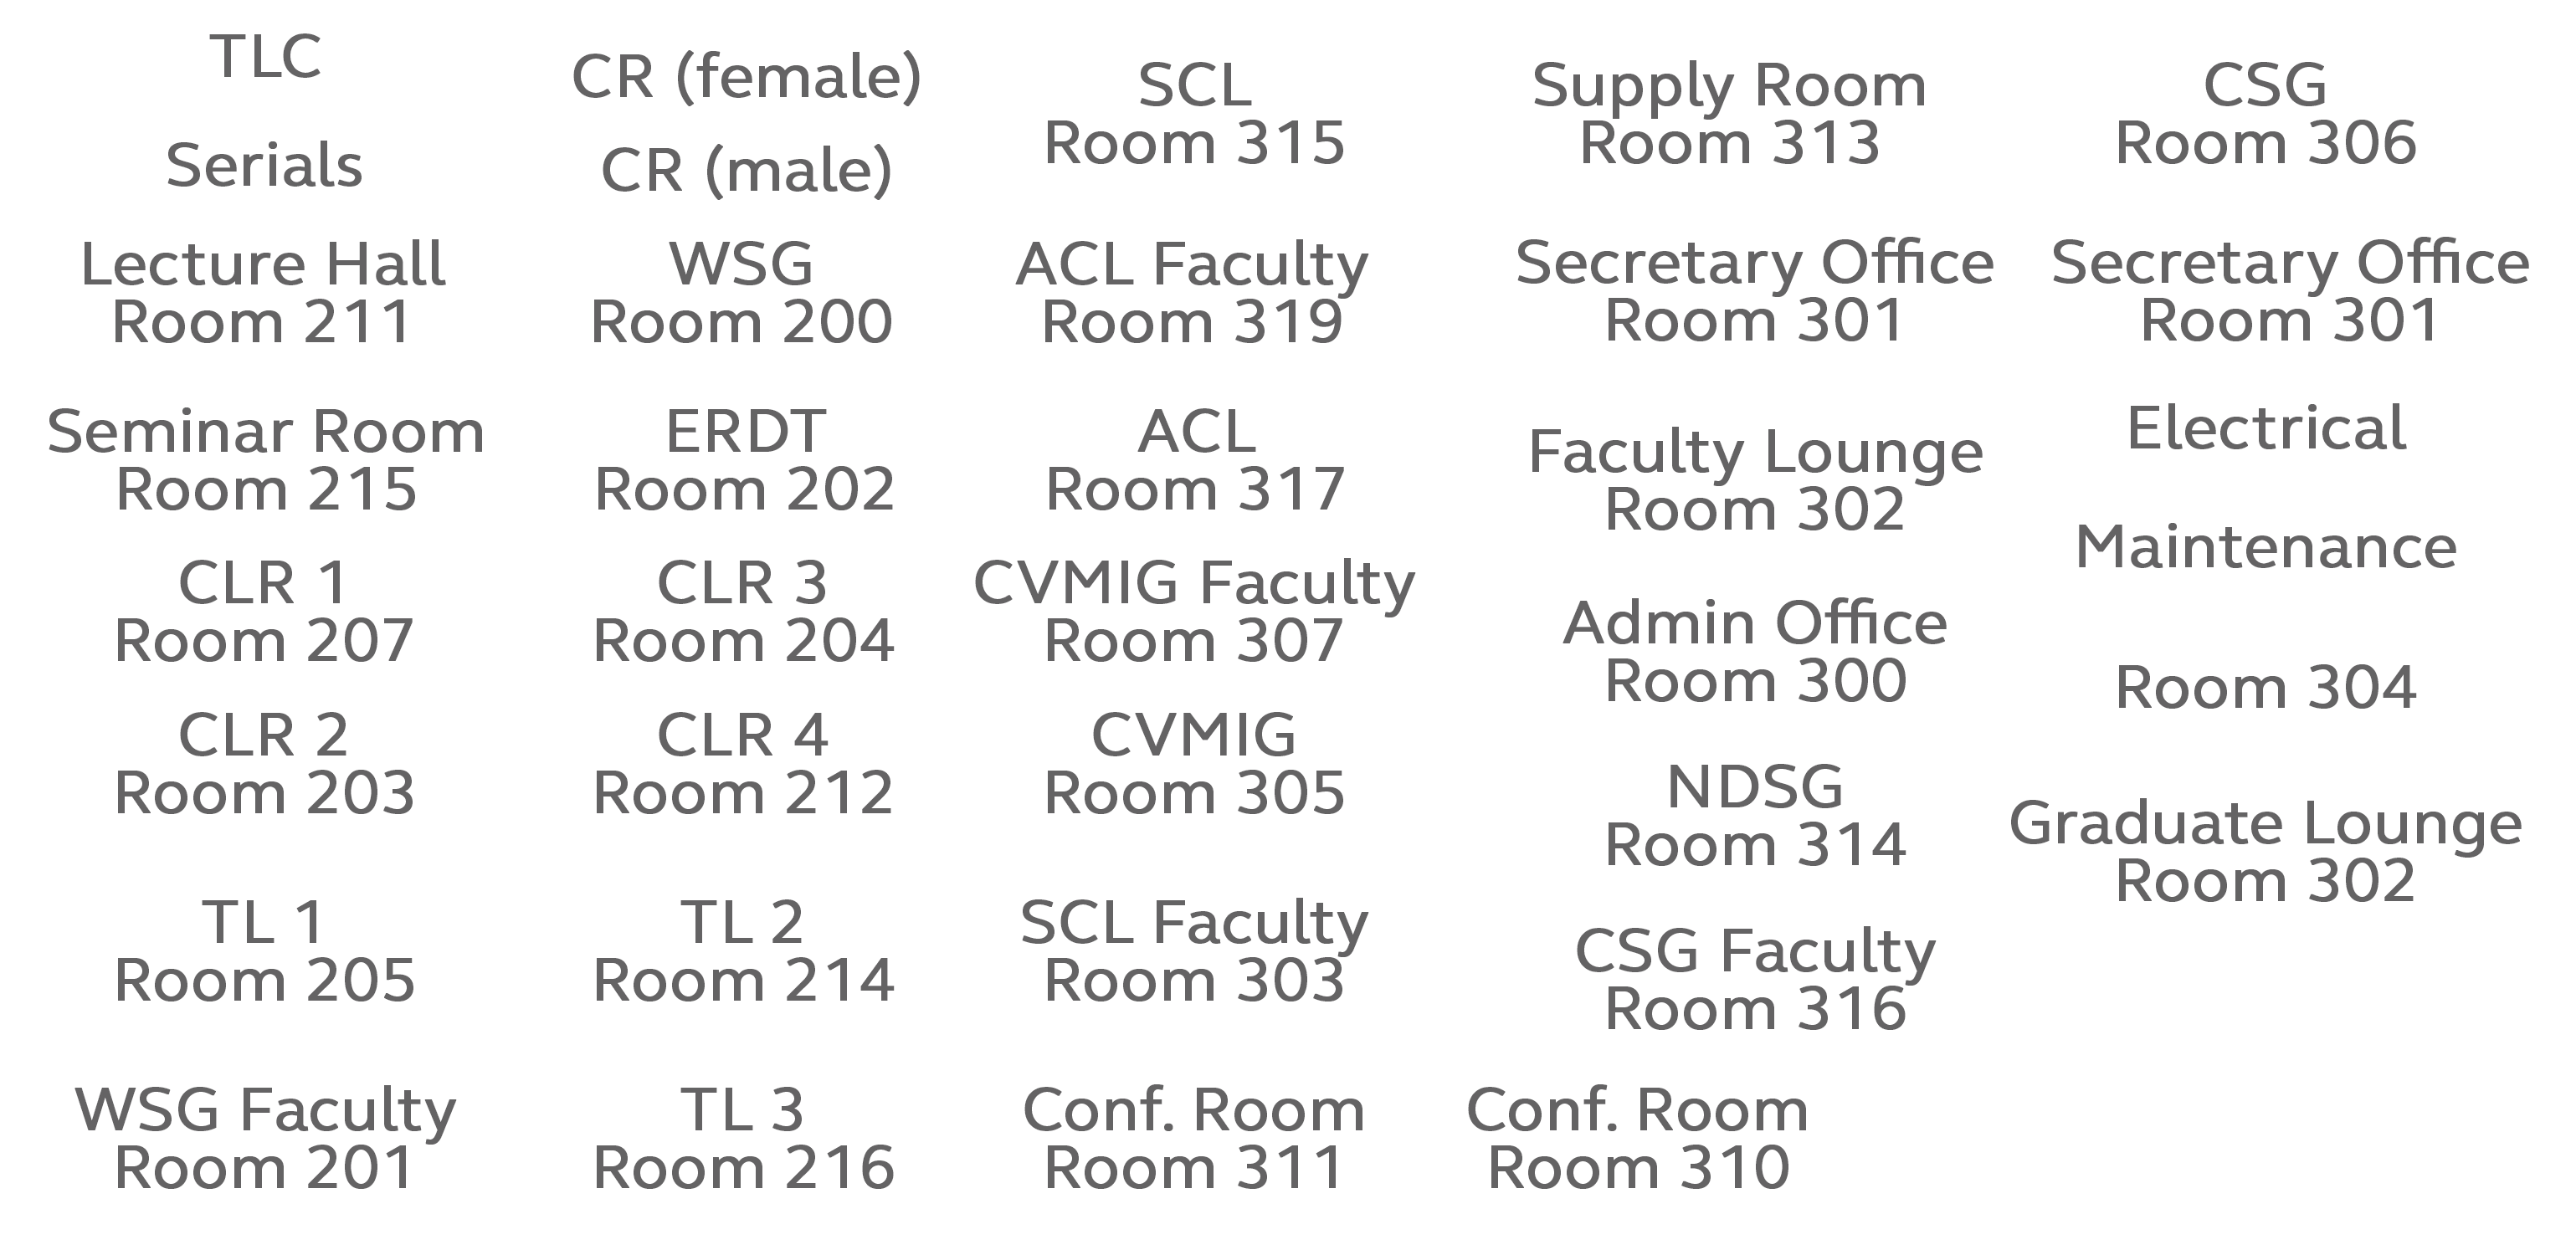 TLC
Serials
Lecture Hall
Room 211
Seminar Room
Room 215
CLR 1
Room 207
CLR 2
Room 203
TL 1
Room 205
WSG Faculty
Room 201
CR (female)
CR (male)
WSG
Room 200
ERDT
Room 202
CLR 3
Room 204
CLR 4
Room 212
TL 2
Room 214
TL 3
Room 216
SCL
Room 315
ACL Faculty
Room 319
ACL
Room 317
CVMIG Faculty
Room 307
CVMIG
Room 305
SCL Faculty
Room 303
Conf. Room
Room 311
Supply Room
Room 313
Secretary Office
Room 301
Faculty Lounge
Room 302
Admin Office
Room 300
NDSG
Room 314
CSG Faculty
Room 316
Conf. Room
Room 310
CSG
Room 306
Secretary Office
Room 301
Electrical
Maintenance
Room 304
Graduate Lounge
Room 302